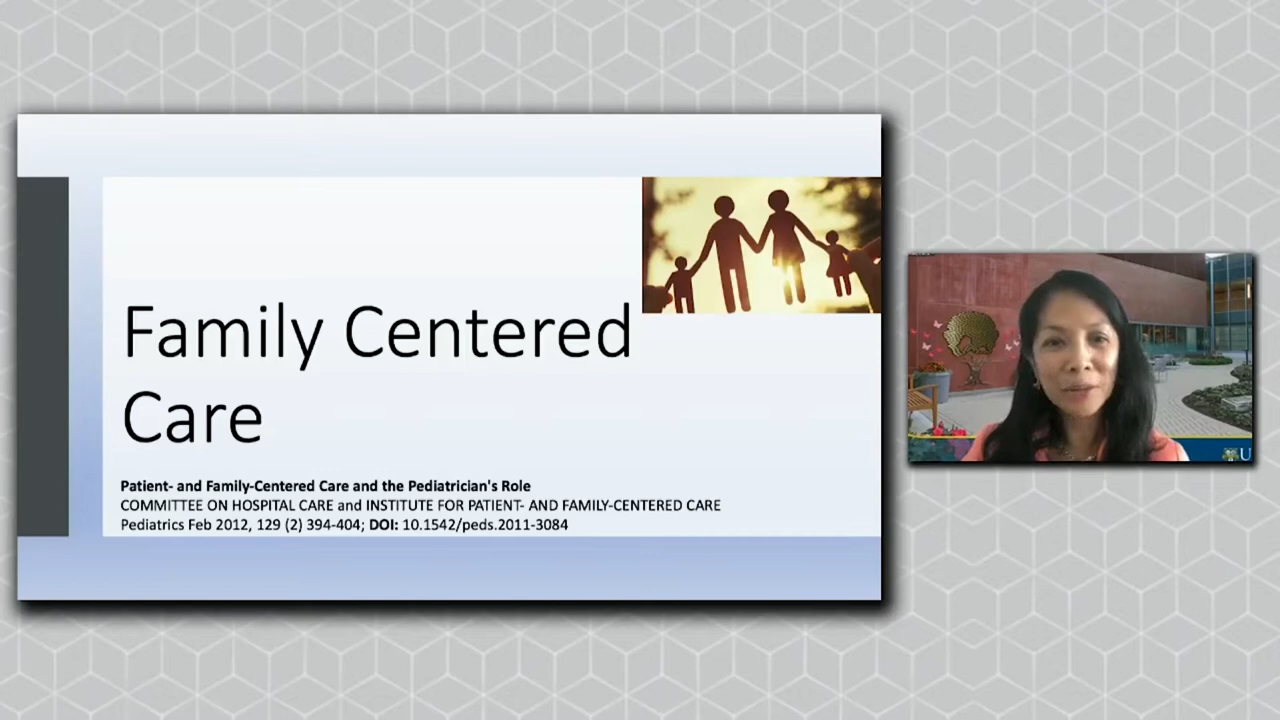 Family Centered
Care
Patient- and Family-Centered Care and the Pediatrician's Role
COMMITTEE ON HOSPITAL CARE and INSTITUTE FOR PATIENT- AND FAMILY-CENTERED CARE
Pediatrics Feb 2012, 129 (2) 394-404; DOI: 10.1542/peds.2011-3084
U